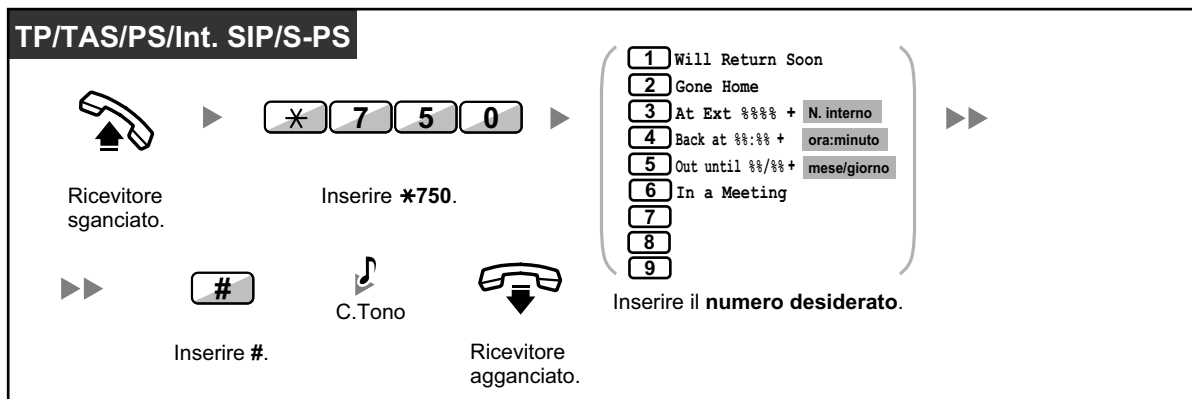 TP/TAS/PS/Int. SIP/S-PS
Ricevitore
sganciato.
* 7 5 0
Inserire *750.
1 Will Return Soon
2 Gone Home
3 At Ext %%%% + N. interno
4 Back at %%:%% + ora:minuto
5 Out until %%/%% + mese/giorno
6 In a Meeting
7
8
9
Inserire il numero desiderato.
#
Inserire #.
C.Tono
Ricevitore
agganciato.